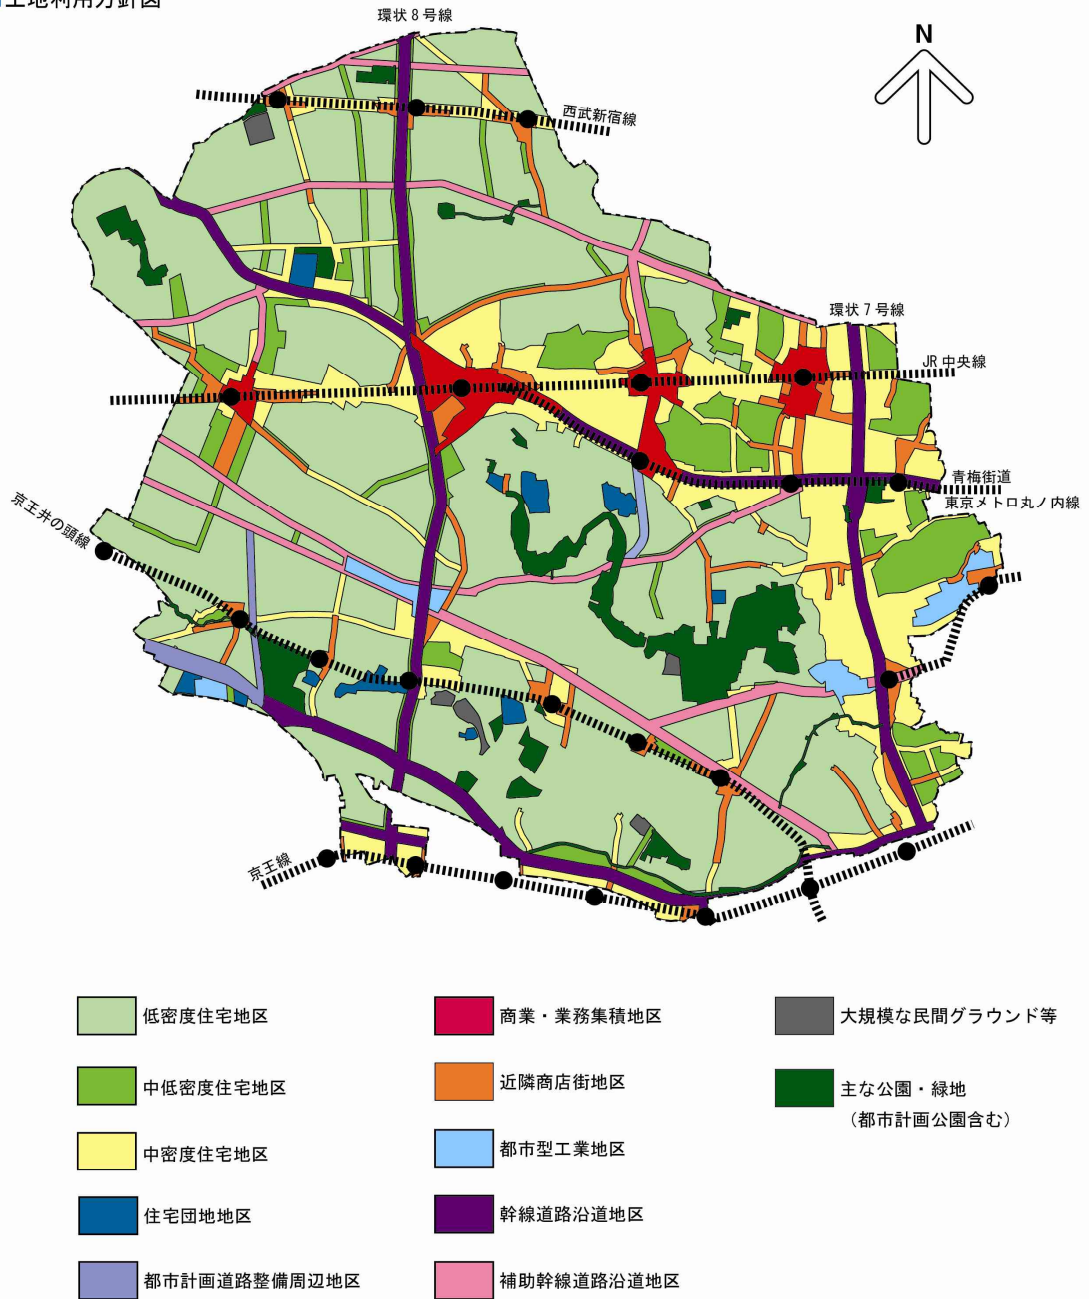 土地利用方針図
環状８号線
N
西武新宿線
環状７号線
JR中央線
青梅街道
東京メトロ丸ノ内線
京王井の頭線
京王線
低密度住宅地区
中低密度住宅地区
中密度住宅地区
住宅団地地区
都市計画道路整備周辺地区
商業・業務集積地区
近隣商店街地区
都市型工業地区
幹線道路沿道地区
補助幹線道路沿道地区
大規模な民間グラウンド等
主な公園・緑地
（都市計画公園含む）